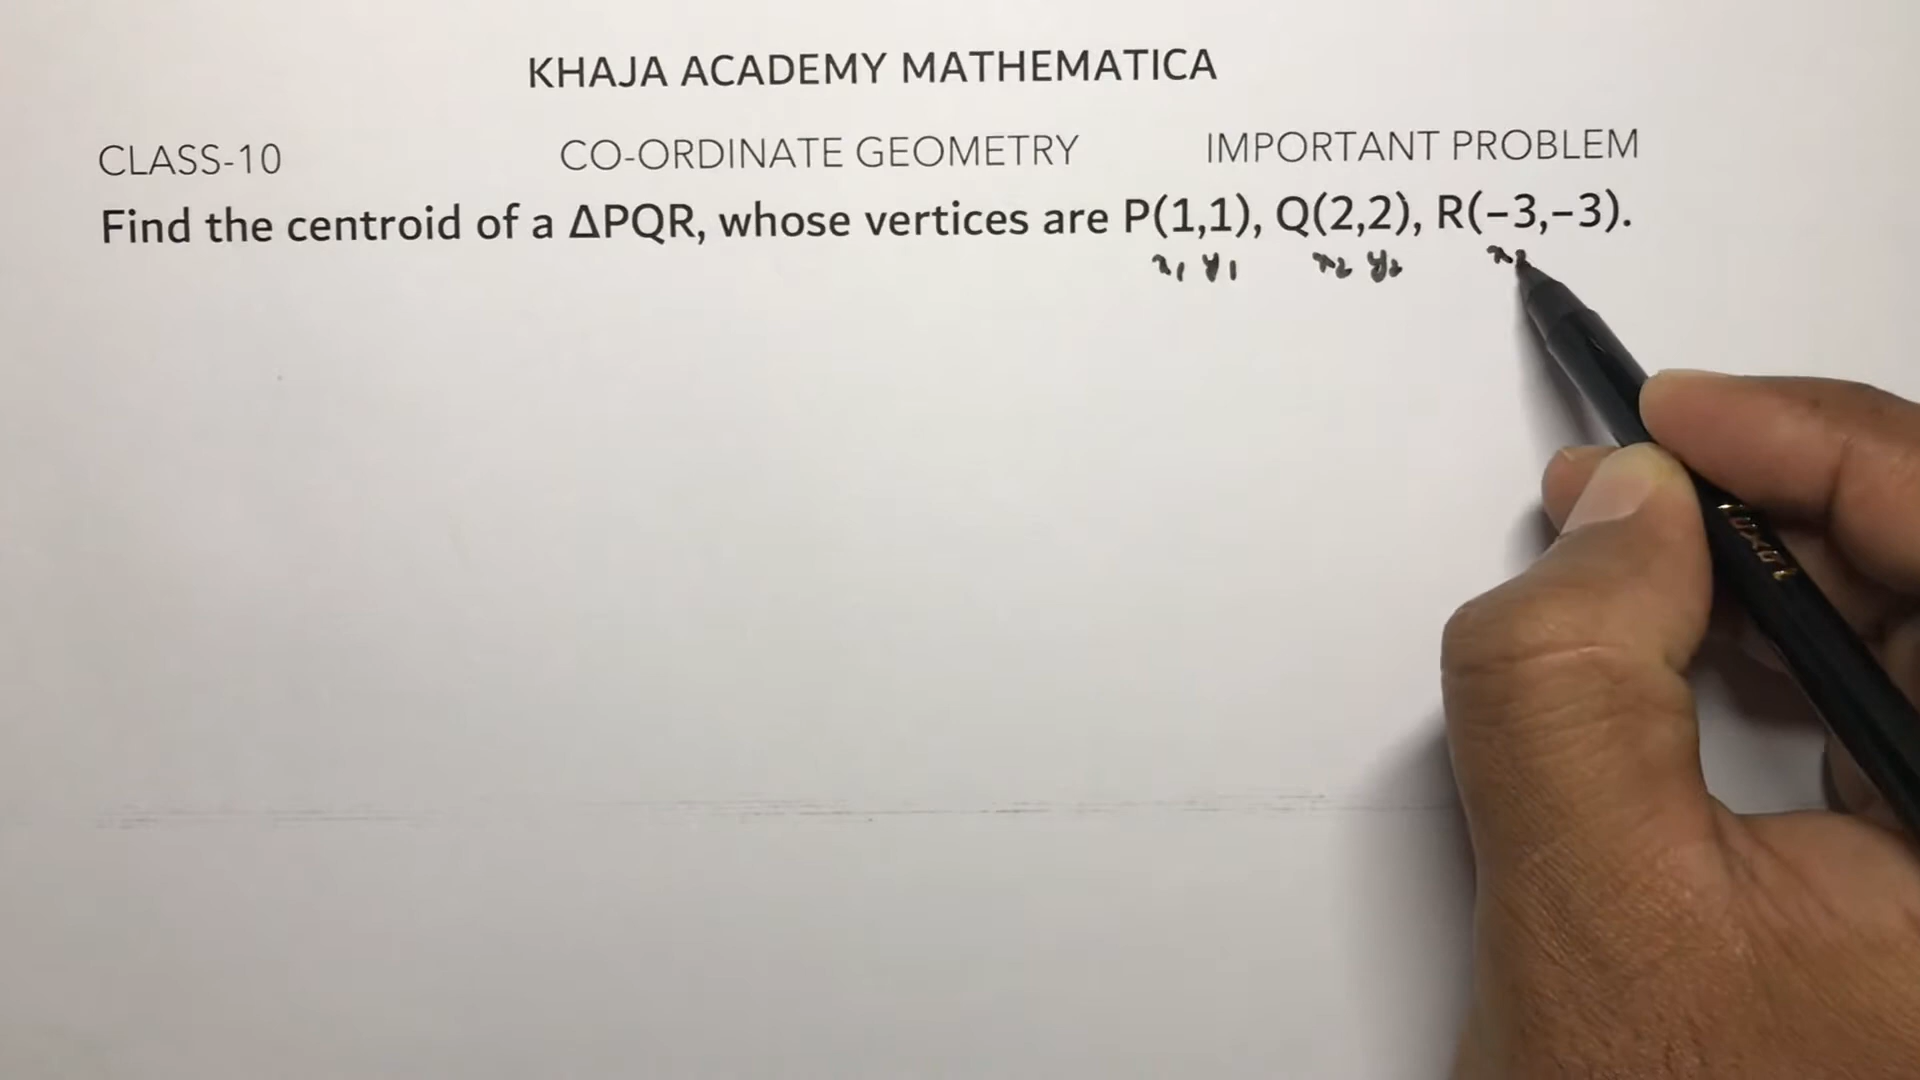 KHAJA ACADEMY MATHEMATICA
CLASS-10 CO-ORDINATE GEOMETRY IMPORTANT PROBLEM
Find the centroid of a ΔPQR, whose vertices are P(1,1), Q(2,2), R(−3,−3).
x₁ y₁ x₂ y₂
LUXOR